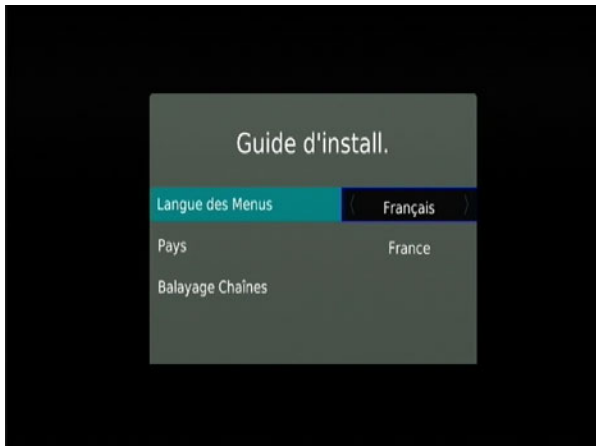 Guide d'install.
Langue des Menus Français
Pays France
Balayage Chaînes